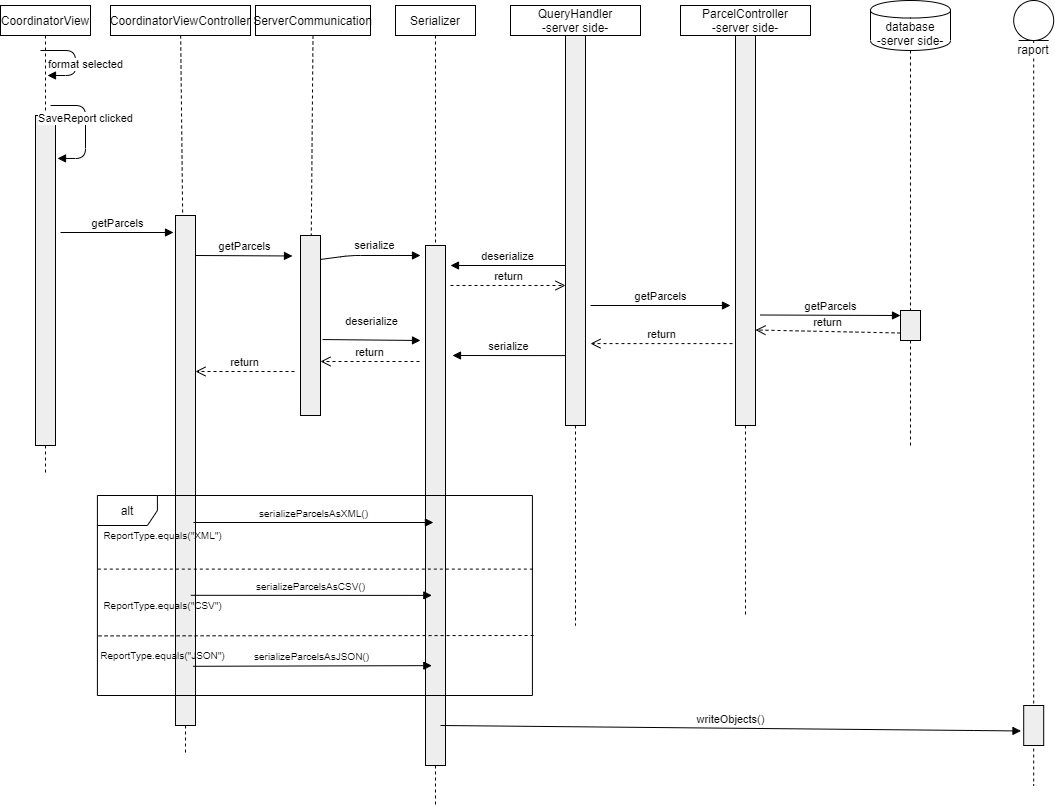 CoordinatorView
CoordinatorViewController
ServerCommunication
Serializer
QueryHandler
-server side-
ParcelController
-server side-
database
-server side-
raport
format selected
SaveReport clicked
getParcels
getParcels
serialize
deserialize
return
getParcels
getParcels
return
deserialize
return
serialize
return
return
alt
serializeParcelsAsXML()
ReportType.equals("XML")
serializeParcelsAsCSV()
ReportType.equals("CSV")
ReportType.equals("JSON")
serializeParcelsAsJSON()
writeObjects()